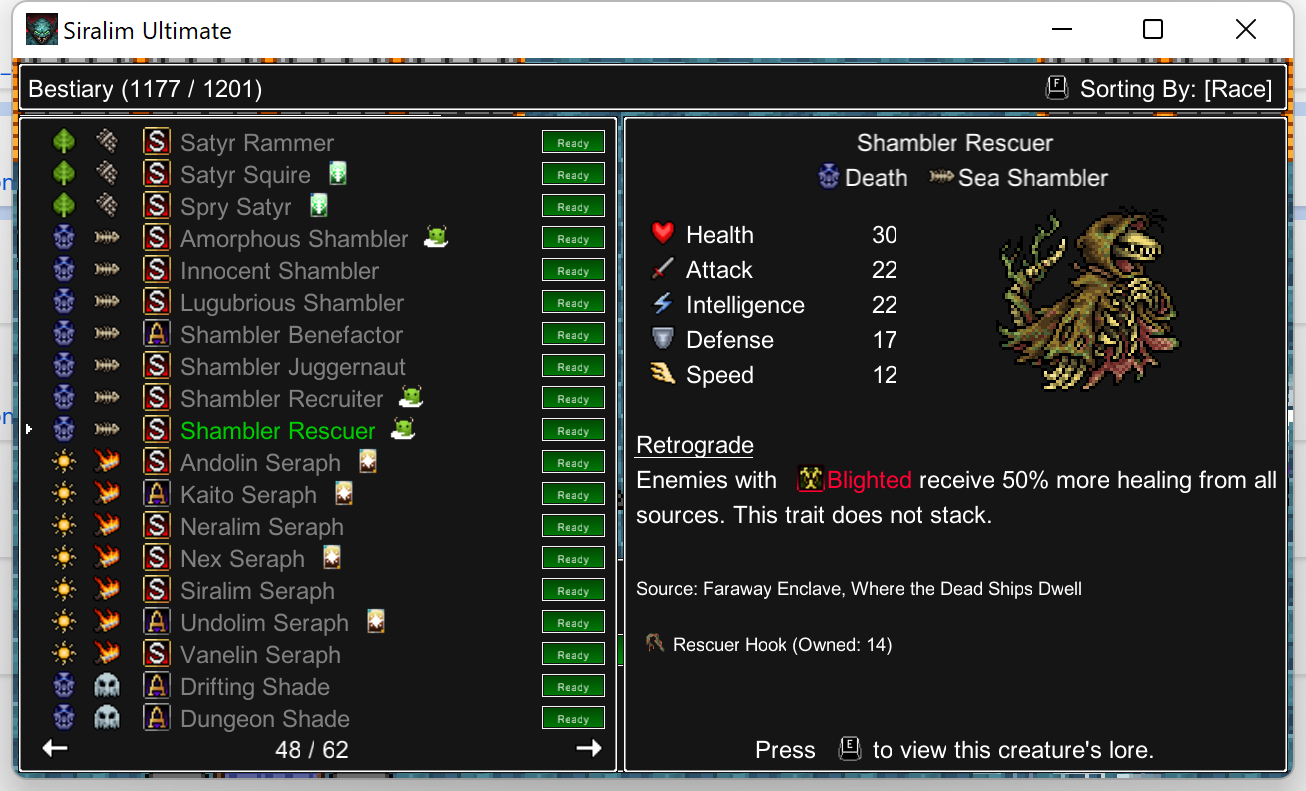 Siralim Ultimate
Bestiary (1177 / 1201)
F Sorting By: [Race]
S Satyr Rammer Ready
S Satyr Squire Ready
S Spry Satyr Ready
S Amorphous Shambler Ready
S Innocent Shambler Ready
S Lugubrious Shambler Ready
A Shambler Benefactor Ready
S Shambler Juggernaut Ready
S Shambler Recruiter Ready
S Shambler Rescuer Ready
S Andolin Seraph Ready
A Kaito Seraph Ready
S Neralim Seraph Ready
S Nex Seraph Ready
S Siralim Seraph Ready
A Undolim Seraph Ready
S Vanelin Seraph Ready
A Drifting Shade Ready
A Dungeon Shade Ready
48 / 62
Shambler Rescuer
Death Sea Shambler
Health 30
Attack 22
Intelligence 22
Defense 17
Speed 12
Retrograde
Enemies with Blighted receive 50% more healing from all
sources. This trait does not stack.
Source: Faraway Enclave, Where the Dead Ships Dwell
Rescuer Hook (Owned: 14)
Press E to view this creature's lore.